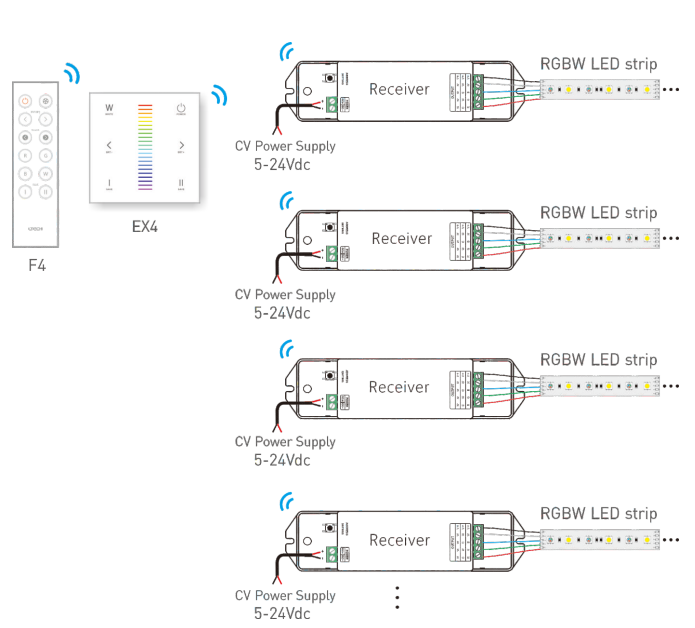 RGBW LED strip
Receiver
CV Power Supply
5-24Vdc
W
EX4
R
G
B
W
F4
RGBW LED strip
Receiver
CV Power Supply
5-24Vdc
RGBW LED strip
Receiver
CV Power Supply
5-24Vdc
RGBW LED strip
Receiver
CV Power Supply
5-24Vdc